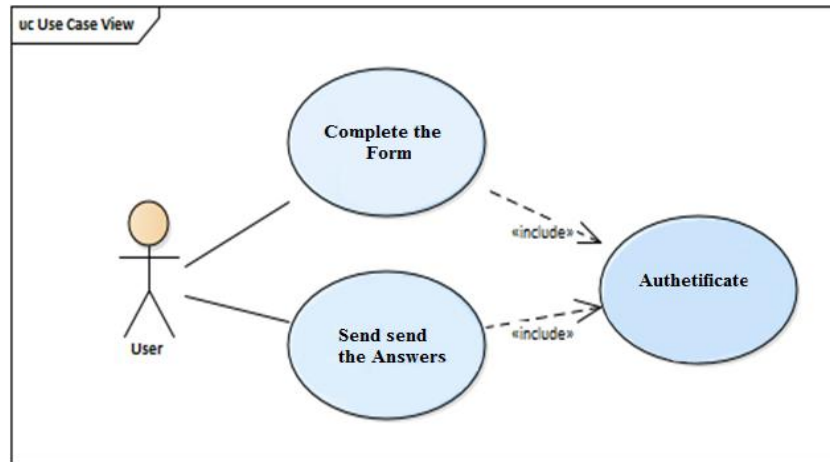 uc Use Case View
Complete the
Form
«include»
Authetificate
User
Send send
the Answers
«include»